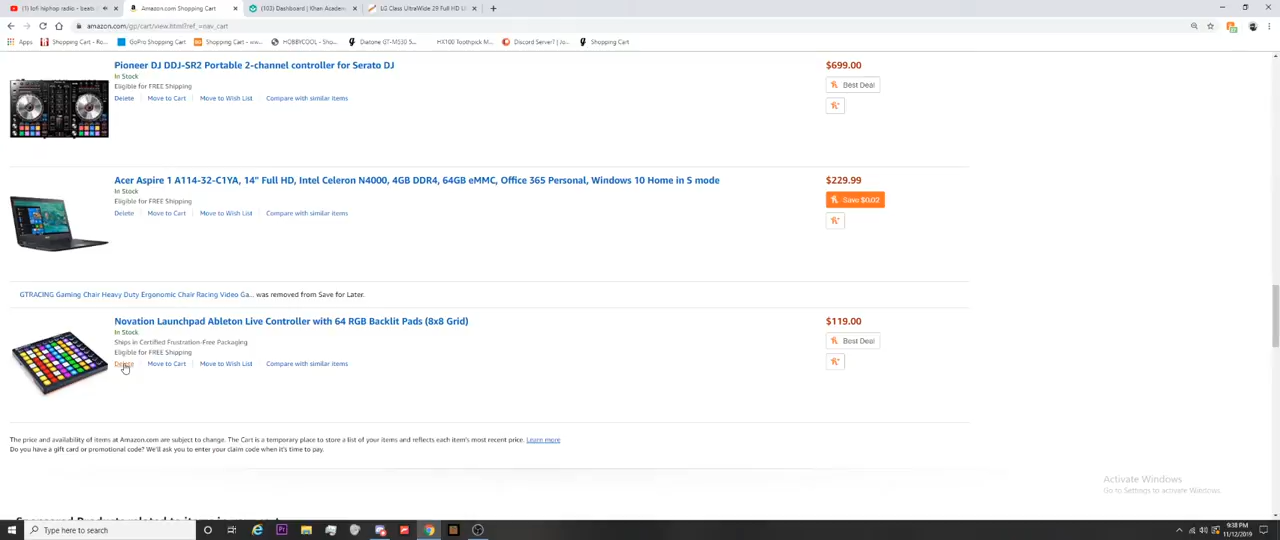 (1) lofi hiphop radio - beats
Amazon.com Shopping Cart
(103) Dashboard | Khan Academ
LG Class UltraWide 29 Full HD LE
amazon.com/gp/cart/view.html?ref_=nav_cart
Apps
Shopping Cart - Ro...
GoPro Shopping Cart
Shopping Cart - ww...
HOBBYCOOL - Sho...
Diatone GT-M530 S...
HX100 Toothpick M...
Discord Server? | Jo...
Shopping Cart
Pioneer DJ DDJ-SR2 Portable 2-channel controller for Serato DJ
$699.00
In Stock
Eligible for FREE Shipping
Best Deal
Delete Move to Cart Move to Wish List Compare with similar items
Acer Aspire 1 A114-32-C1YA, 14" Full HD, Intel Celeron N4000, 4GB DDR4, 64GB eMMC, Office 365 Personal, Windows 10 Home in S mode
$229.99
In Stock
Eligible for FREE Shipping
Save $0.02
Delete Move to Cart Move to Wish List Compare with similar items
GTRACING Gaming Chair Heavy Duty Ergonomic Chair Racing Video Ga... was removed from Save for Later.
Novation Launchpad Ableton Live Controller with 64 RGB Backlit Pads (8x8 Grid)
$119.00
In Stock
Ships in Certified Frustration-Free Packaging
Best Deal
Eligible for FREE Shipping
Delete Move to Cart Move to Wish List Compare with similar items
The price and availability of items at Amazon.com are subject to change. The Cart is a temporary place to store a list of your items and reflects each item's most recent price. Learn more
Do you have a gift card or promotional code? We'll ask you to enter your claim code when it's time to pay.
Activate Windows
Go to Settings to activate Windows.
Type here to search
9:38 PM
11/12/2019